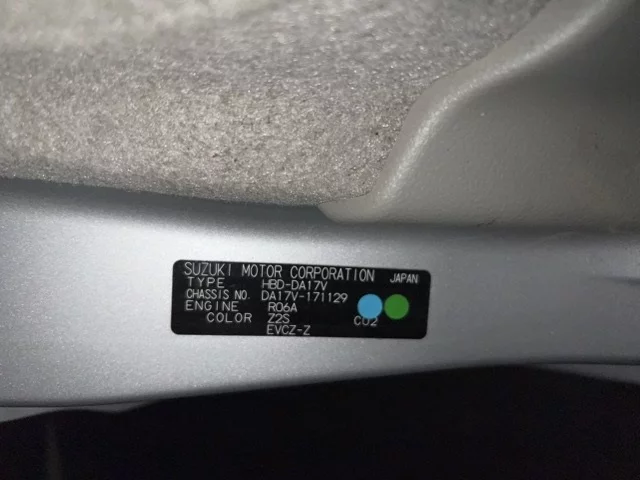 SUZUKI MOTOR CORPORATION JAPAN
TYPE HBD-DA17V
CHASSIS NO. DA17V-171129
ENGINE R06A
COLOR Z2S C02
EVCZ-Z